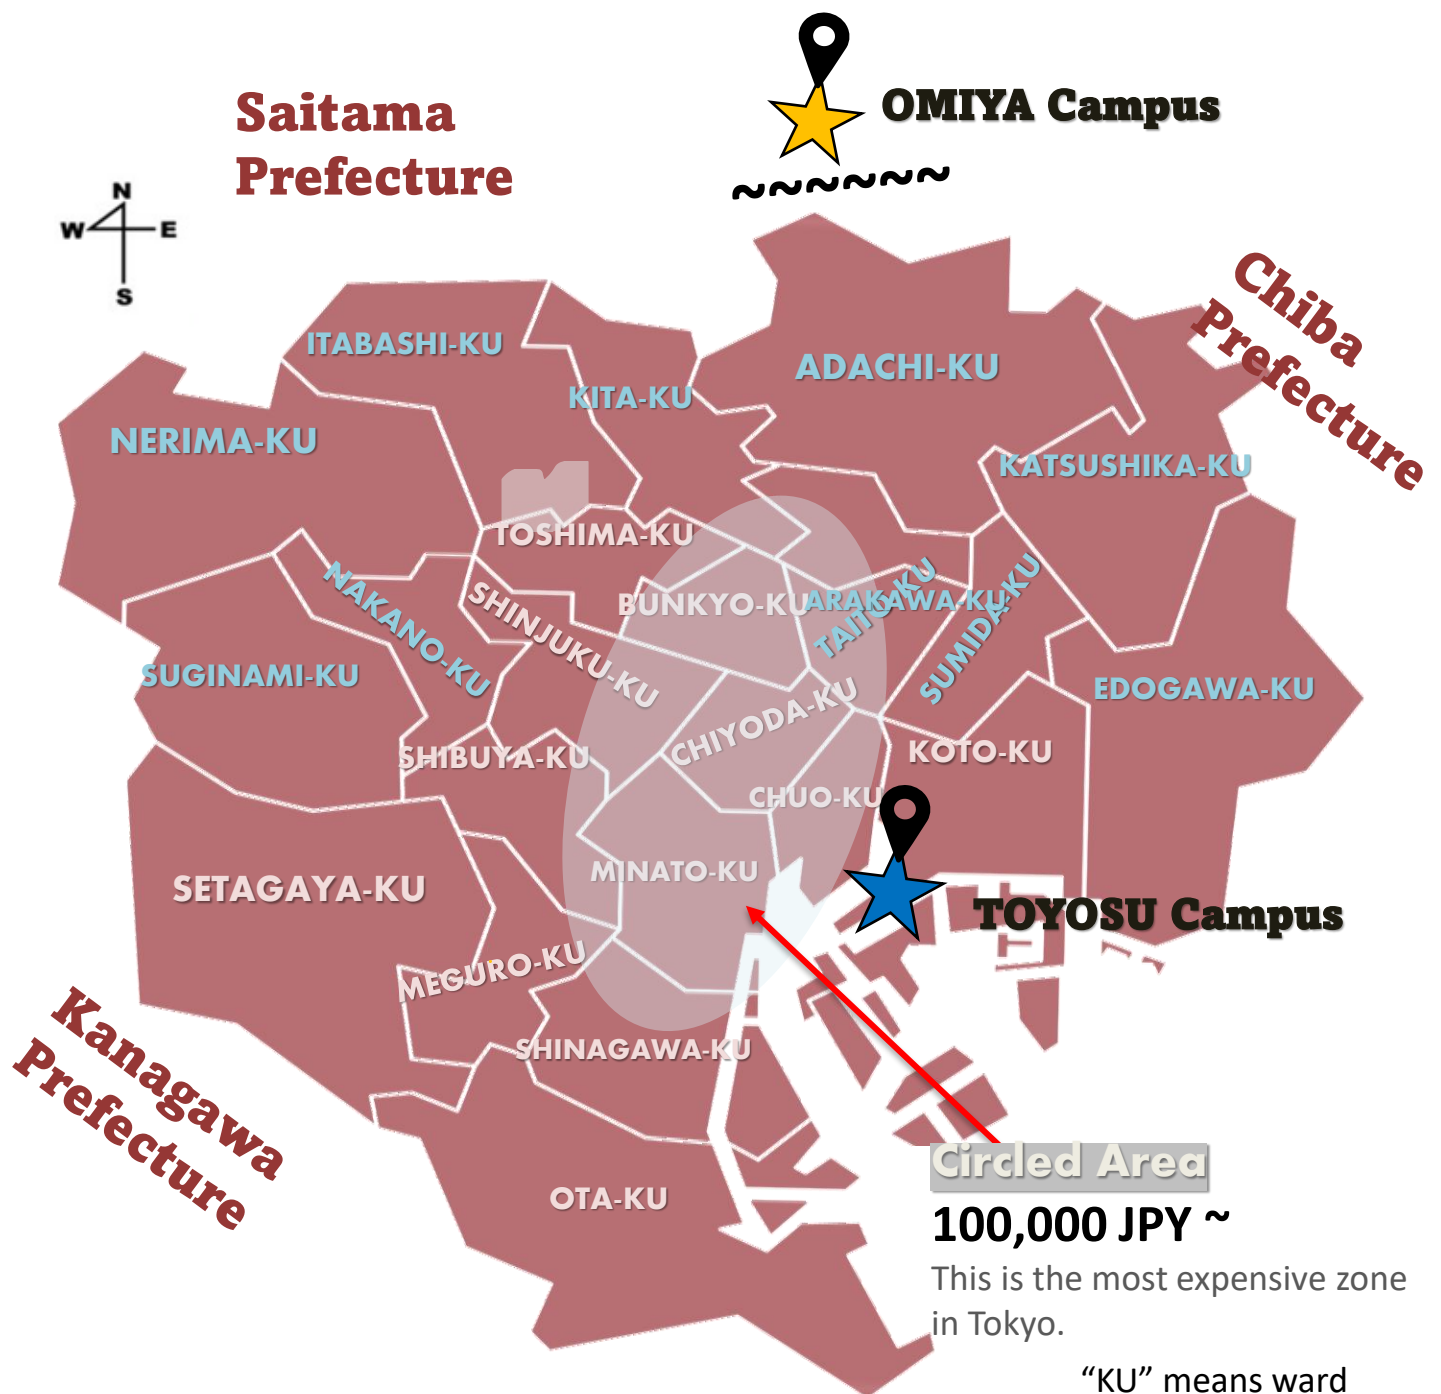 OMIYA Campus
Saitama
Prefecture
~~~~~~
N
W E
S
Chiba
Prefecture
ITABASHI-KU
ADACHI-KU
KITA-KU
NERIMA-KU
KATSUSHIKA-KU
TOSHIMA-KU
NAKANO-KU
SHINJUKU-KU
BUNKYO-KU
ARAKAWA-KU
TAITO-KU
SUMIDA-KU
SUGINAMI-KU
EDOGAWA-KU
CHIYODA-KU
SHIBUYA-KU
KOTO-KU
CHUO-KU
MINATO-KU
SETAGAYA-KU
TOYOSU Campus
MEGURO-KU
Kanagawa
Prefecture
SHINAGAWA-KU
OTA-KU
Circled Area
100,000 JPY ~
This is the most expensive zone
in Tokyo.
“KU” means ward